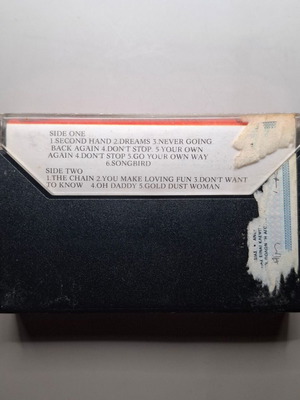 SIDE ONE
1.SECOND HAND 2.DREAMS 3.NEVER GOING
BACK AGAIN 4.DON'T STOP. 5 YOUR OWN
AGAIN 4.DON'T STOP 5.GO YOUR OWN WAY
6.SONGBIRD
SIDE TWO
1.THE CHAIN 2.YOU MAKE LOVING FUN 3.DON'T WANT
TO KNOW 4.OH DADDY 5.GOLD DUST WOMAN